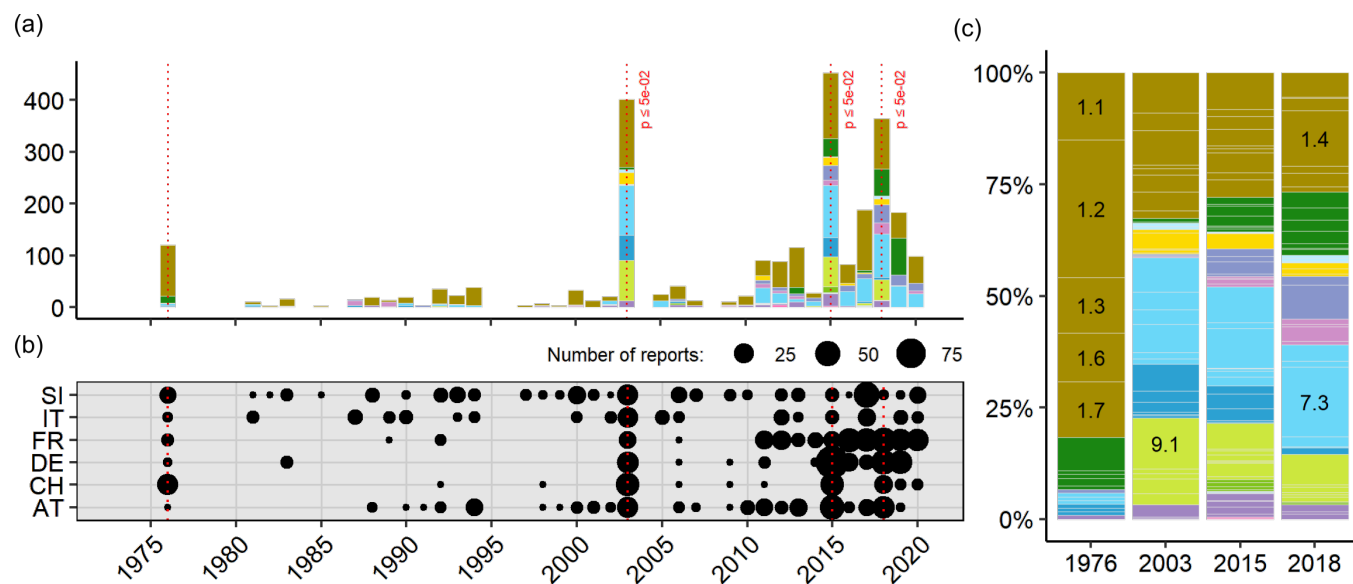 (a)
400
300
200
100
0
p ≤ 5e-02
p ≤ 5e-02
p ≤ 5e-02
(b)
Number of reports: 25 50 75
SI
IT
FR
DE
CH
AT
1975 1980 1985 1990 1995 2000 2005 2010 2015 2020
(c)
100%
75%
50%
25%
0%
1.1
1.2
1.3
1.6
1.7
9.1
1.4
7.3
1976 2003 2015 2018